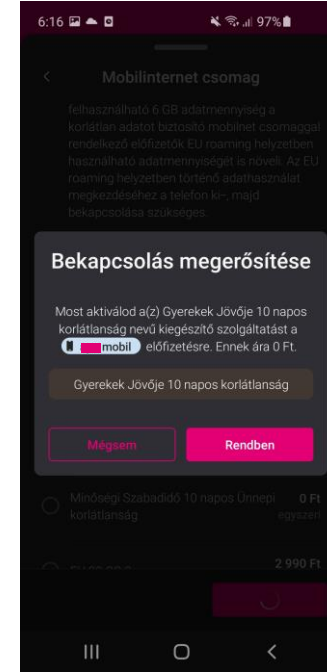 6:16 97%
Mobilinternet csomag
felhasználható 6 GB adatmennyiség a
korlátlan adatot biztosító mobilnet csomaggal
rendelkező előfizetők EU roaming helyzetben
használható adatmennyiségét is növeli. Az EU
roaming helyzetben történő adathasználat
megkezdéséhez a telefon ki-, majd
bekapcsolása szükséges.
Bekapcsolás megerősítése
Most aktiválod a(z) Gyerekek Jövője 10 napos
korlátlanság nevű kiegészítő szolgáltatást a
mobil előfizetésre. Ennek ára 0 Ft.
Gyerekek Jövője 10 napos korlátlanság
Mégsem Rendben
Minőségi Szabadidő 10 napos Ünnepi 0 Ft
korlátlanság egyszeri
2 990 Ft